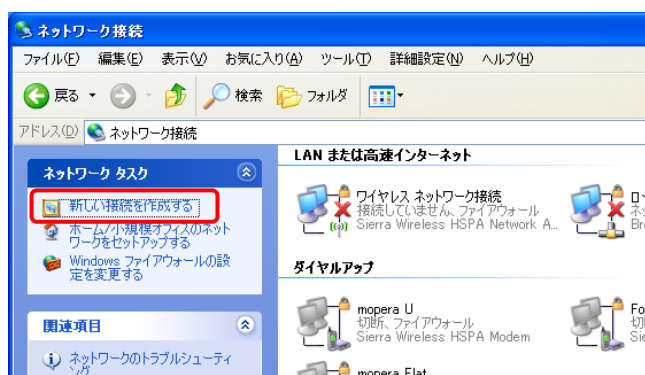 ネットワーク接続
ファイル(F) 編集(E) 表示(V) お気に入り(A) ツール(T) 詳細設定(N) ヘルプ(H)
戻る 検索 フォルダ
アドレス(D) ネットワーク接続
ネットワーク タスク
新しい接続を作成する
ホーム/小規模オフィスのネット
ワークをセットアップする
Windows ファイアウォールの設
定を変更する
関連項目
ネットワークのトラブルシューティ
ング
LAN または高速インターネット
ワイヤレス ネットワーク接続
接続していません、ファイアウォール
Sierra Wireless HSPA Network A...
ロ
ネ
Br
ダイヤルアップ
mopera U
切断、ファイアウォール
Sierra Wireless HSPA Modem
Fo
切
Sie
mopera Flat